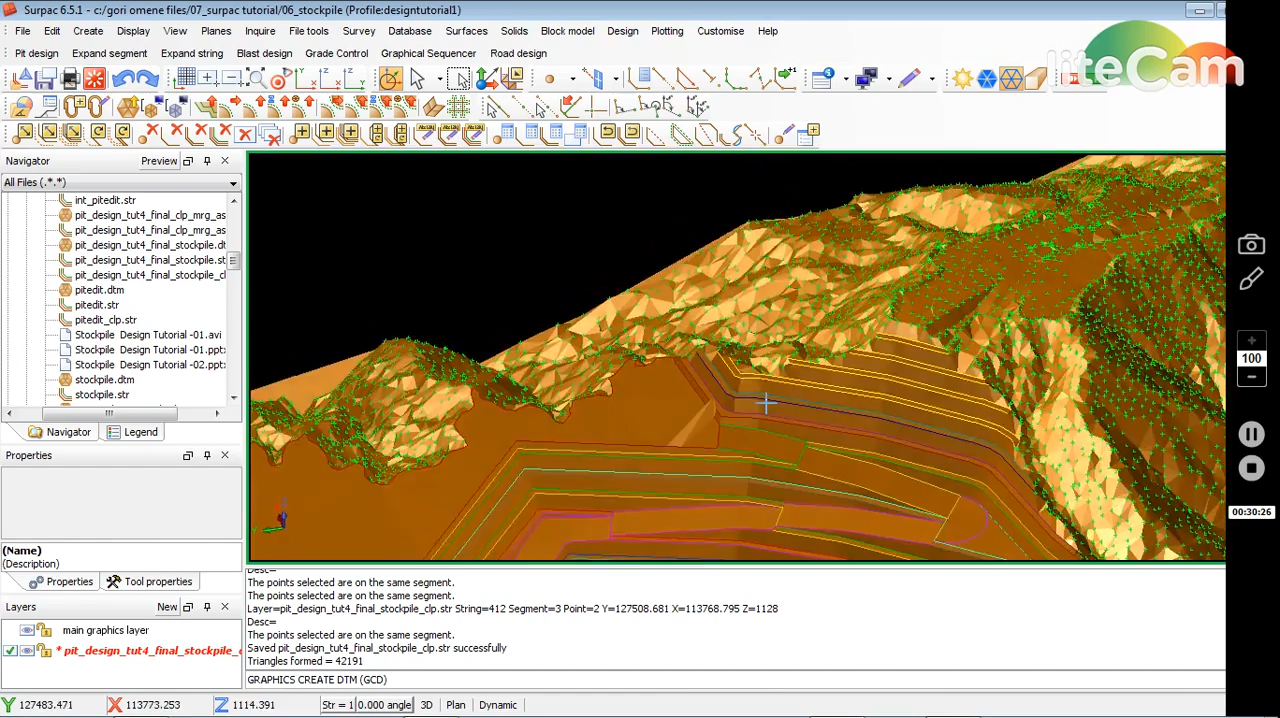 Surpac 6.5.1 - c:/gori omene files/07_surpac tutorial/06_stockpile (Profile:designtutorial1)
File Edit Create Display View Planes Inquire File tools Survey Database Surfaces Solids Block model Design Plotting Customise Help
Pit design Expand segment Expand string Blast design Grade Control Graphical Sequencer Road design
liteCam
Navigator Preview
All Files (*.*)
int_pitedit.str
pit_design_tut4_final_clp_mrg_as
pit_design_tut4_final_clp_mrg_as
pit_design_tut4_final_stockpile.dt
pit_design_tut4_final_stockpile.st
pit_design_tut4_final_stockpile_cl
pitedit.dtm
pitedit.str
pitedit_clp.str
Stockpile Design Tutorial -01.avi
Stockpile Design Tutorial -01.ppt
Stockpile Design Tutorial -02.ppt
stockpile.dtm
stockpile.str
Navigator Legend
Properties
(Name)
(Description)
Properties Tool properties
Layers New
main graphics layer
* pit_design_tut4_final_stockpile_c
Desc=
The points selected are on the same segment.
The points selected are on the same segment.
Layer=pit_design_tut4_final_stockpile_clp.str String=412 Segment=3 Point=2 Y=127508.681 X=113768.795 Z=1128
Desc=
The points selected are on the same segment.
Saved pit_design_tut4_final_stockpile_clp.str successfully
Triangles formed = 42191
GRAPHICS CREATE DTM (GCD)
Y 127483.471 X 113773.253 Z 1114.391 Str = 1 0.000 angle 3D Plan Dynamic
100
00:30:26